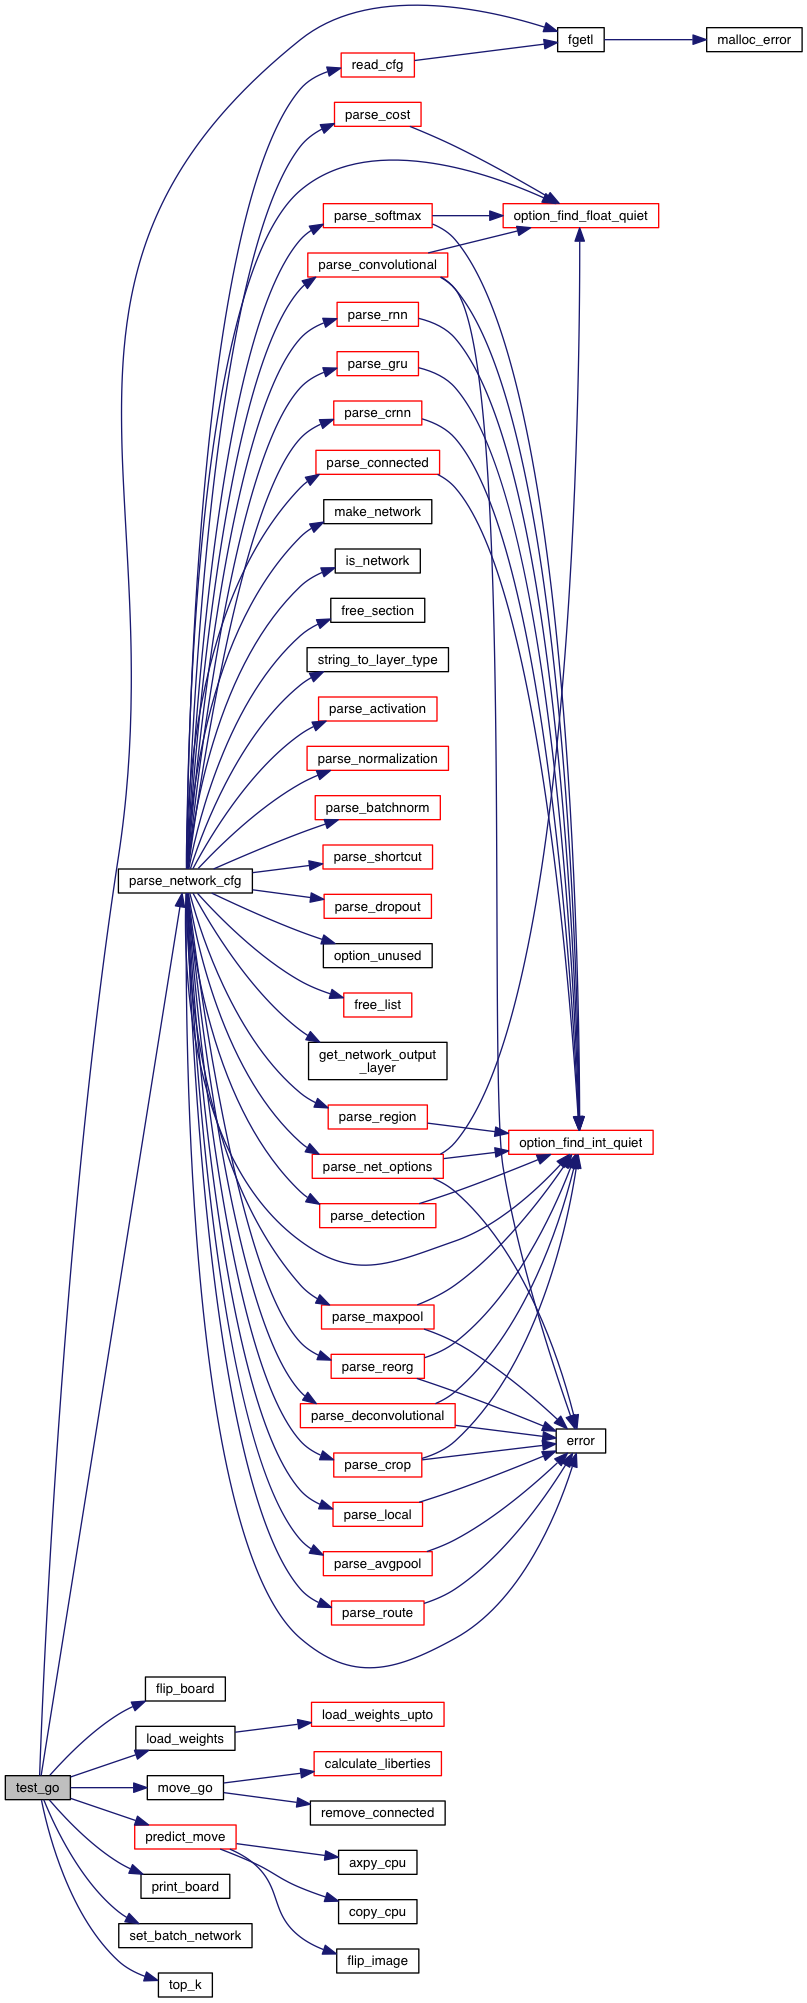 fgetl
malloc_error
read_cfg
parse_cost
parse_softmax
option_find_float_quiet
parse_convolutional
parse_rnn
parse_gru
parse_crnn
parse_connected
make_network
is_network
free_section
string_to_layer_type
parse_activation
parse_normalization
parse_batchnorm
parse_shortcut
parse_network_cfg
parse_dropout
option_unused
free_list
get_network_output
_layer
parse_region
option_find_int_quiet
parse_net_options
parse_detection
parse_maxpool
parse_reorg
parse_deconvolutional
error
parse_crop
parse_local
parse_avgpool
parse_route
flip_board
load_weights_upto
load_weights
calculate_liberties
test_go
move_go
remove_connected
predict_move
axpy_cpu
print_board
copy_cpu
set_batch_network
flip_image
top_k